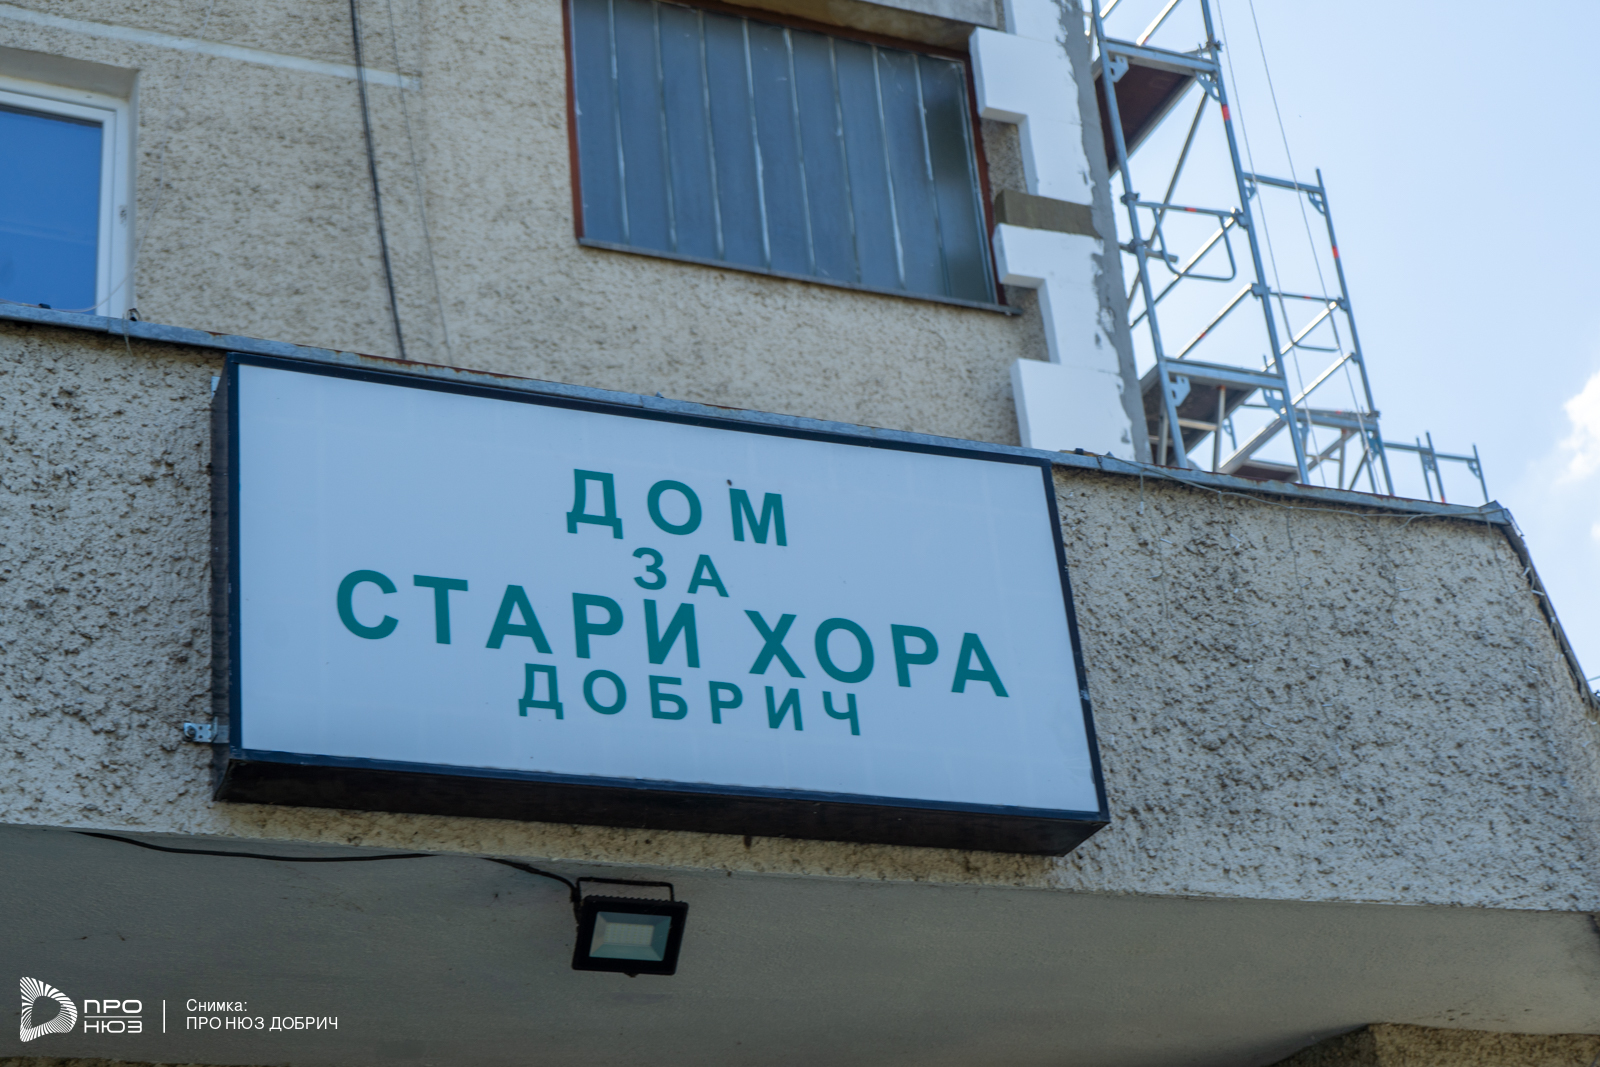 ДОМ
ЗА
СТАРИ ХОРА
ДОБРИЧ
ПРО
НЮЗ
Снимка:
ПРО НЮЗ ДОБРИЧ